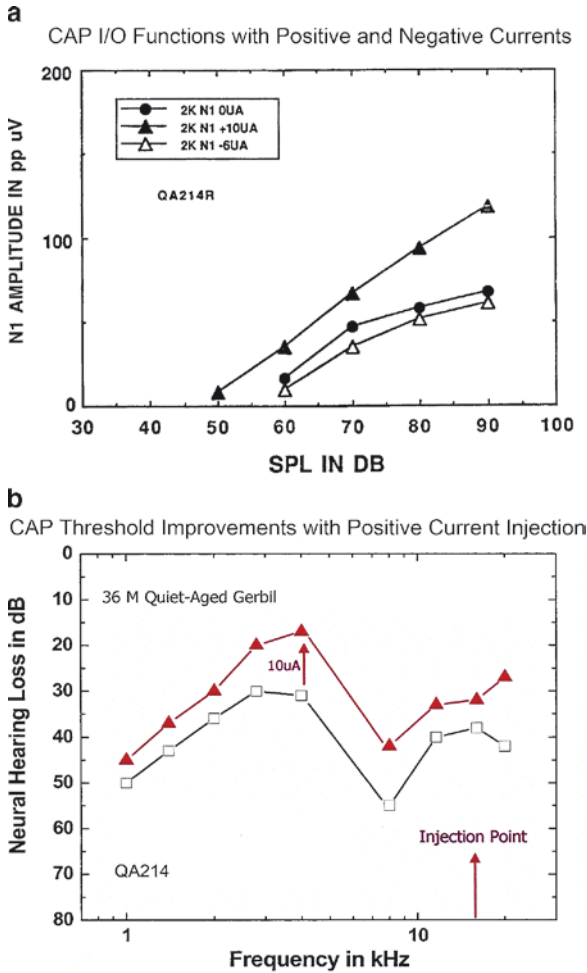 a
CAP I/O Functions with Positive and Negative Currents
200
100
0
N1 AMPLITUDE IN pp uV
2K N1 0UA
2K N1 +10UA
2K N1 -6UA
QA214R
30 40 50 60 70 80 90 100
SPL IN DB
b
CAP Threshold Improvements with Positive Current Injection
0
10
20
30
40
50
60
70
80
Neural Hearing Loss in dB
36 M Quiet-Aged Gerbil
10uA
Injection Point
QA214
1 10
Frequency in kHz